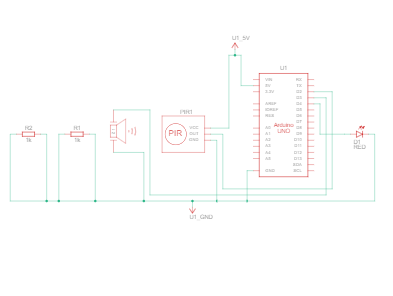 U1_5V
U1
VIN
5V
3.3V
AREF
IOREF
RES
A0
A1
A2
A3
A4
A5
GND
RX
TX
D2
D3
D4
D5
D6
D7
D8
D9
D10
D11
D12
D13
SDA
SCL
Arduino
UNO
PIR1
PIR
VCC
OUT
GND
R2
1k
R1
1k
D1
RED
U1_GND